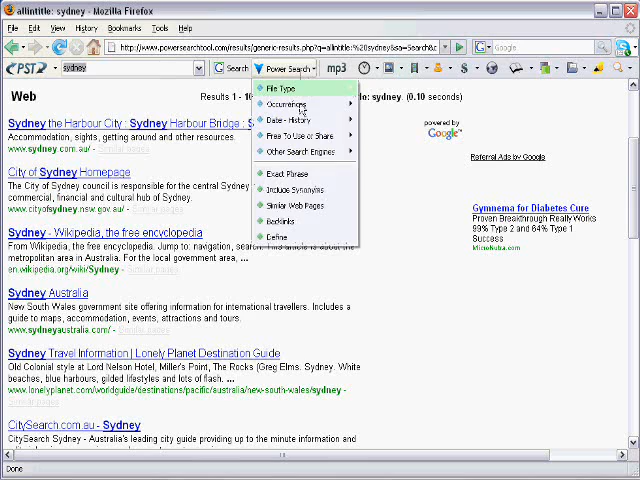 allintitle: sydney - Mozilla Firefox
File Edit View History Bookmarks Tools Help
http://www.powersearchtool.com/results/generic-results.php?q=allintitle:%20sydney&sa=Search& Google
PST sydney Search Power Search mp3
File Type
Occurrences
Date - History
Free To Use or Share
Other Search Engines
Exact Phrase
Include Synonyms
Similar Web Pages
Backlinks
Define
Web Results 1 - 10 sydney. (0.10 seconds)
powered by
Google™
Sydney the Harbour City : Sydney Harbour Bridge :
Accommodation, sights, getting around and other resources.
www.sydney.com.au/ - Similar pages
City of Sydney Homepage
The City of Sydney council is responsible for the central Sydney
commercial, financial and cultural hub of Sydney.
www.cityofsydney.nsw.gov.au/ - Similar pages
Sydney - Wikipedia, the free encyclopedia
From Wikipedia, the free encyclopedia. Jump to: navigation, search. This article is about the
metropolitan area in Australia. For the local government area, ...
en.wikipedia.org/wiki/Sydney - Similar pages
Sydney Australia
New South Wales government site offering information for international travellers. Includes a
guide to maps, accommodation, events, attractions and tours.
www.sydneyaustralia.com/ - Similar pages
Sydney Travel Information | Lonely Planet Destination Guide
Old Colonial style at Lord Nelson Hotel, Miller's Point, The Rocks (Greg Elms. Sydney. White
beaches, blue harbours, gilded lifestyles and lots of flash. ...
www.lonelyplanet.com/worldguide/destinations/pacific/australia/new-south-wales/sydney -
Similar pages
CitySearch.com.au - Sydney
CitySearch Sydney - Australia's leading city guide providing up to the minute information and
Referral Ads by Google
Gymnema for Diabetes Cure
Proven Breakthrough Really Works
99% Type 2 and 64% Type 1
Success
MicroNutra.com
Done